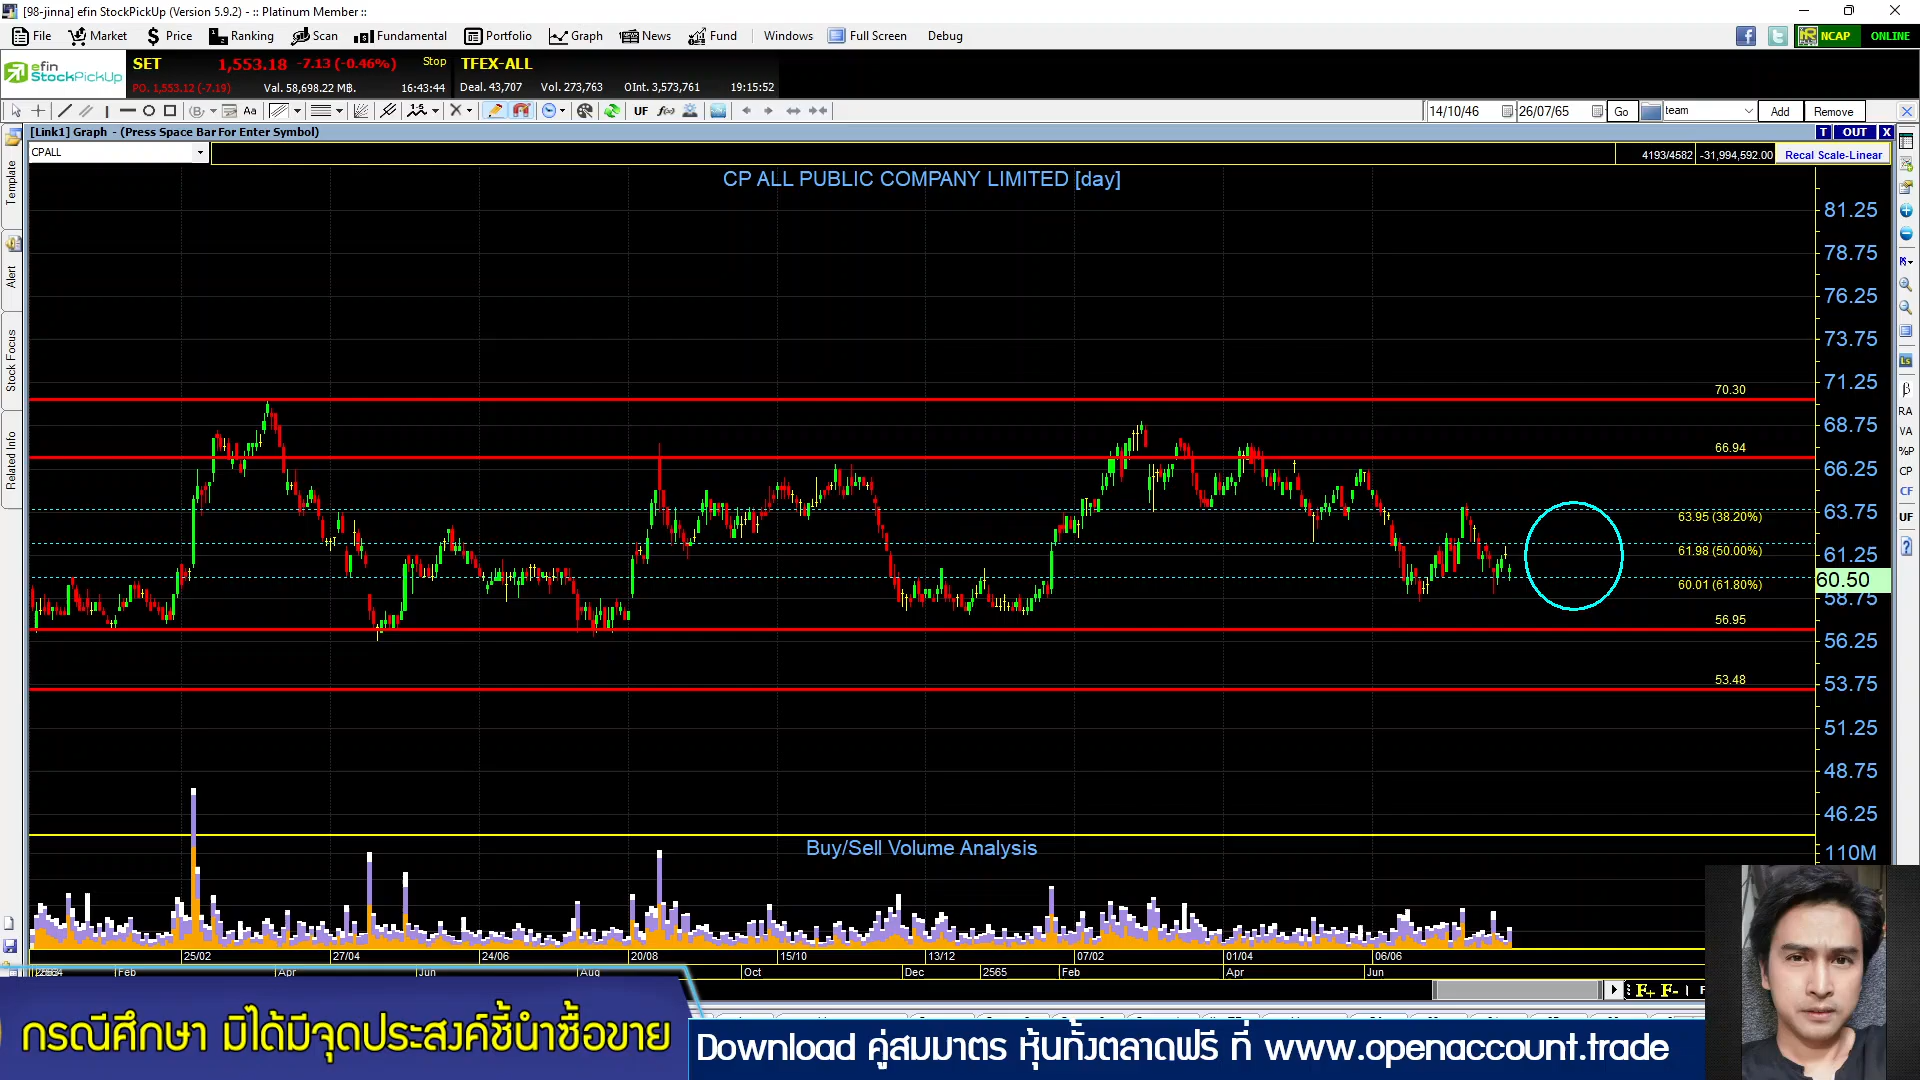 [98-jinna] efin StockPickUp (Version 5.9.2) - :: Platinum Member ::
File Market Price Ranking Scan Fundamental Portfolio Graph News Fund Windows Full Screen Debug NCAP ONLINE
efin StockPickUp
SET 1,553.18 -7.13 (-0.46%) Stop TFEX-ALL
PO. 1,553.12 (-7.19) Val. 58,698.22 M฿. 16:43:44 Deal. 43,707 Vol. 273,763 OInt. 3,573,761 19:15:52
Aa UF f(x) 14/10/46 26/07/65 Go team Add Remove
[Link1] Graph - (Press Space Bar For Enter Symbol) T OUT X
CPALL 4193/4582 -31,994,592.00 Recal Scale-Linear
CP ALL PUBLIC COMPANY LIMITED [day]
Template
Alert
Stock Focus
Related Info
81.25
78.75
76.25
73.75
71.25
70.30
68.75
66.94
66.25
63.75
63.95 (38.20%)
61.98 (50.00%)
61.25
60.50
60.01 (61.80%)
58.75
56.95
56.25
53.48
53.75
51.25
48.75
46.25
Ls
β
RA
VA
%P
CP
CF
UF
Buy/Sell Volume Analysis
110M
25/02 27/04 24/06 20/08 15/10 13/12 07/02 01/04 06/06
Feb Apr Jun Aug Oct Dec 2565 Feb Apr Jun
F+ F-
กรณีศึกษา มิได้มีจุดประสงค์ชี้นำซื้อขาย
Download คู่สมมาตร หุ้นทั้งตลาดฟรี ที่ www.openaccount.trade